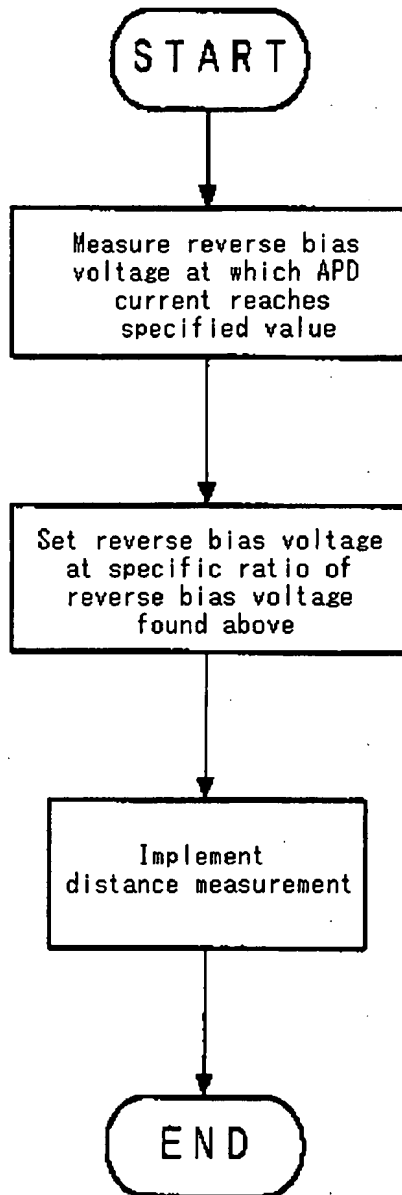 START
Measure reverse bias
voltage at which APD
current reaches
specified value
Set reverse bias voltage
at specific ratio of
reverse bias voltage
found above
Implement
distance measurement
END